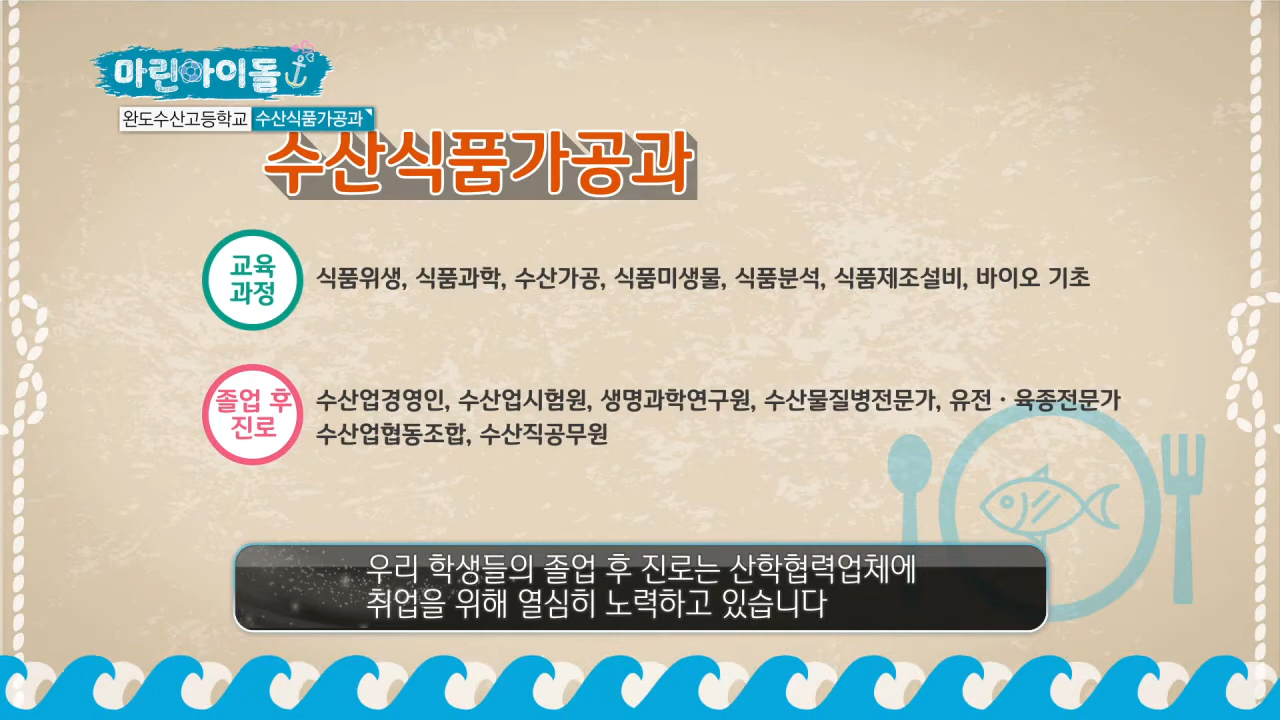 마린아이돌
완도수산고등학교 수산식품가공과
수산식품가공과
교육
과정
식품위생, 식품과학, 수산가공, 식품미생물, 식품분석, 식품제조설비, 바이오 기초
졸업 후
진로
수산업경영인, 수산업시험원, 생명과학연구원, 수산물질병전문가, 유전·육종전문가
수산업협동조합, 수산직공무원
우리 학생들의 졸업 후 진로는 산학협력업체에
취업을 위해 열심히 노력하고 있습니다